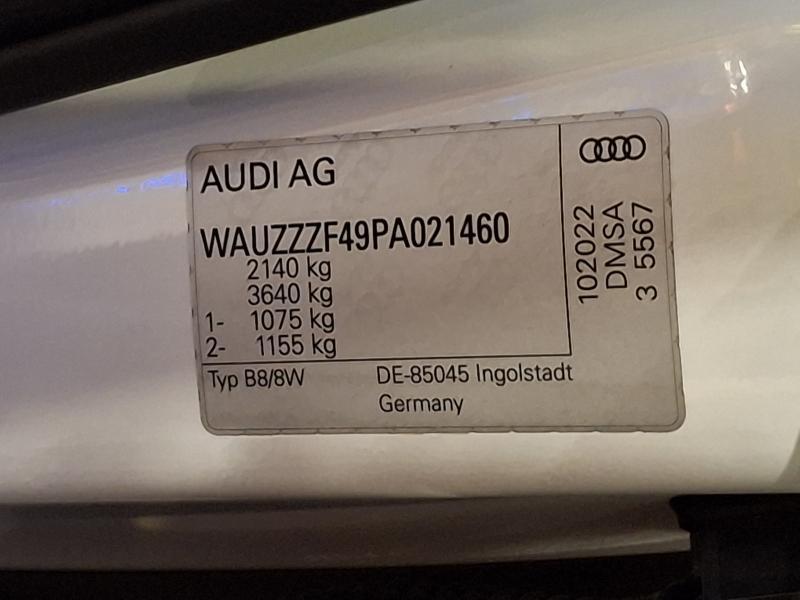 AUDI AG
WAUZZZF49PA021460
2140 kg
3640 kg
1- 1075 kg
2- 1155 kg
Typ B8/8W
DE-85045 Ingolstadt
Germany
102022
DMSA
3 5567